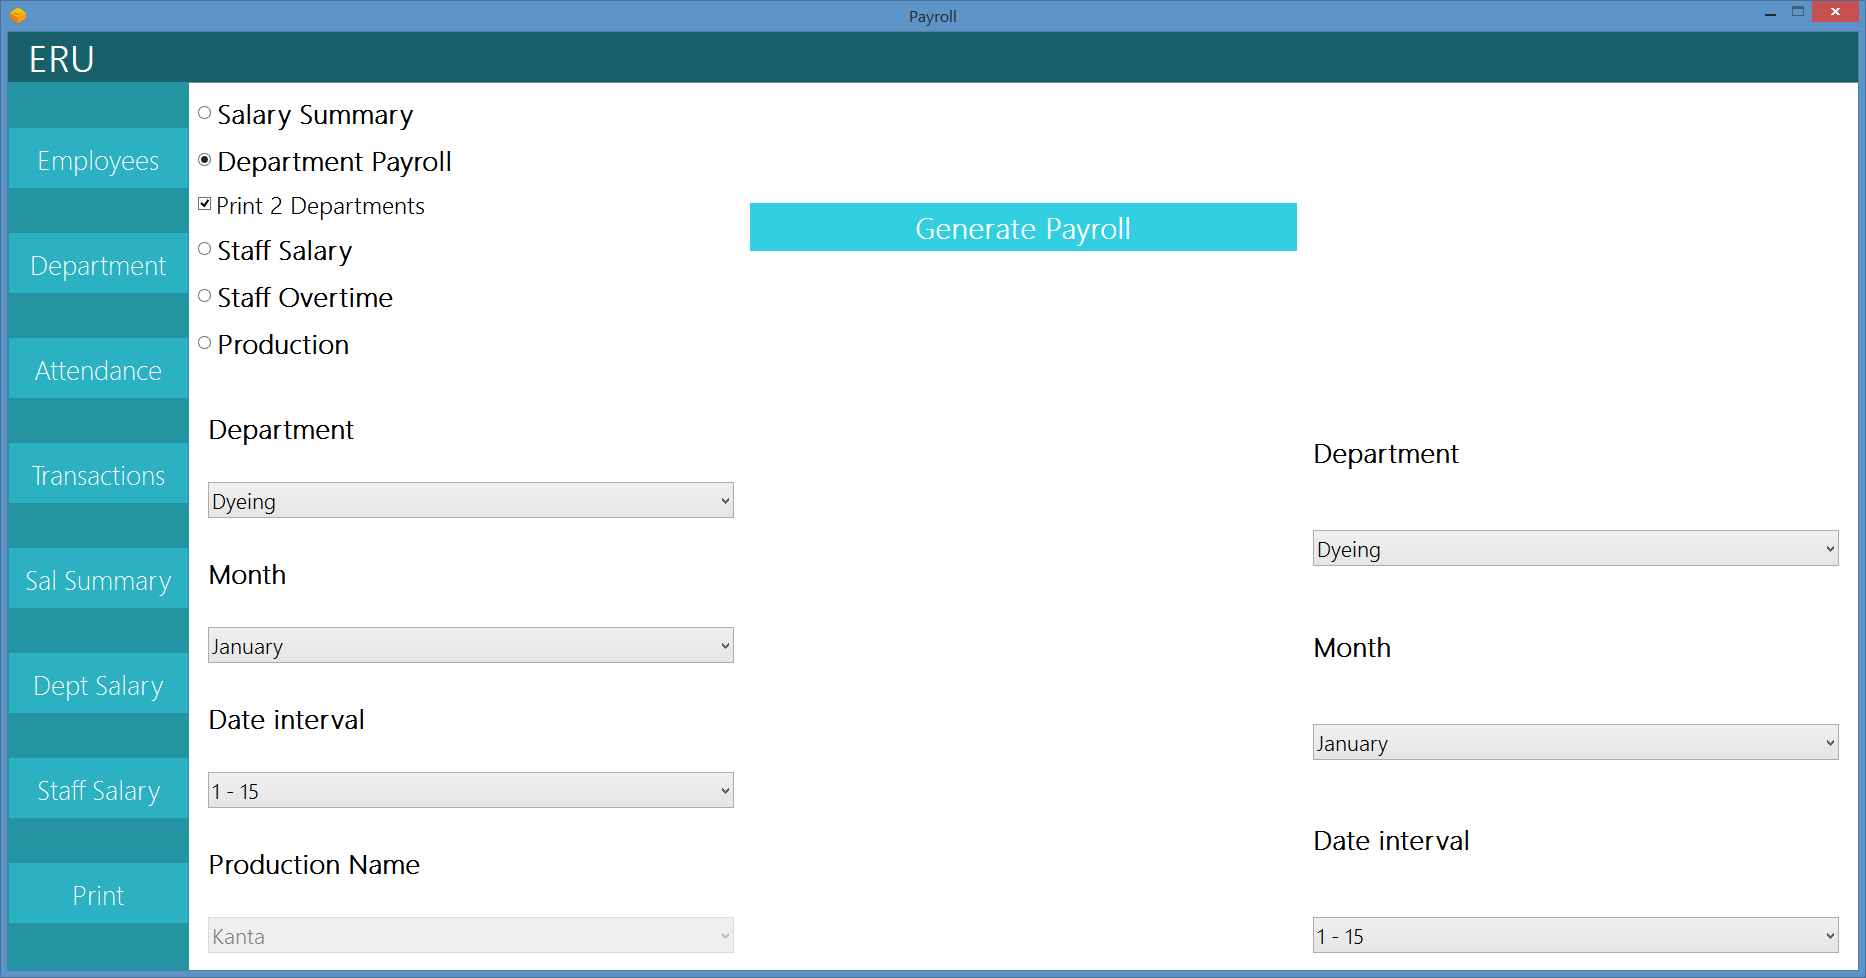 Payroll
ERU
Employees
Department
Attendance
Transactions
Sal Summary
Dept Salary
Staff Salary
Print
Salary Summary
Department Payroll
Print 2 Departments
Staff Salary
Staff Overtime
Production
Generate Payroll
Department
Dyeing
Month
January
Date interval
1 - 15
Production Name
Kanta
Department
Dyeing
Month
January
Date interval
1 - 15